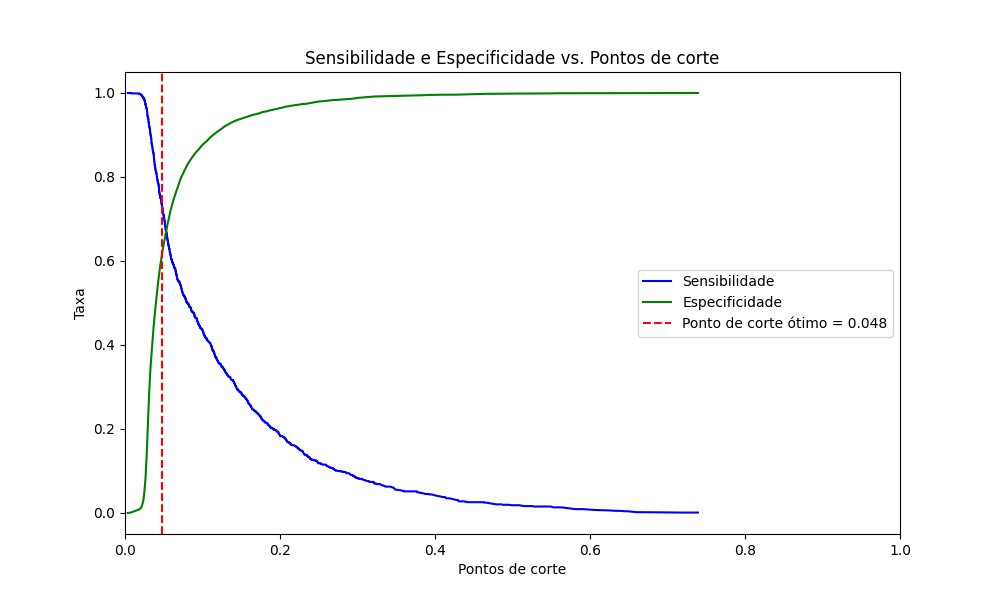 Sensibilidade e Especificidade vs. Pontos de corte
Taxa
1.0
0.8
0.6
0.4
0.2
0.0
Sensibilidade
Especificidade
Ponto de corte ótimo = 0.048
0.0 0.2 0.4 0.6 0.8 1.0
Pontos de corte